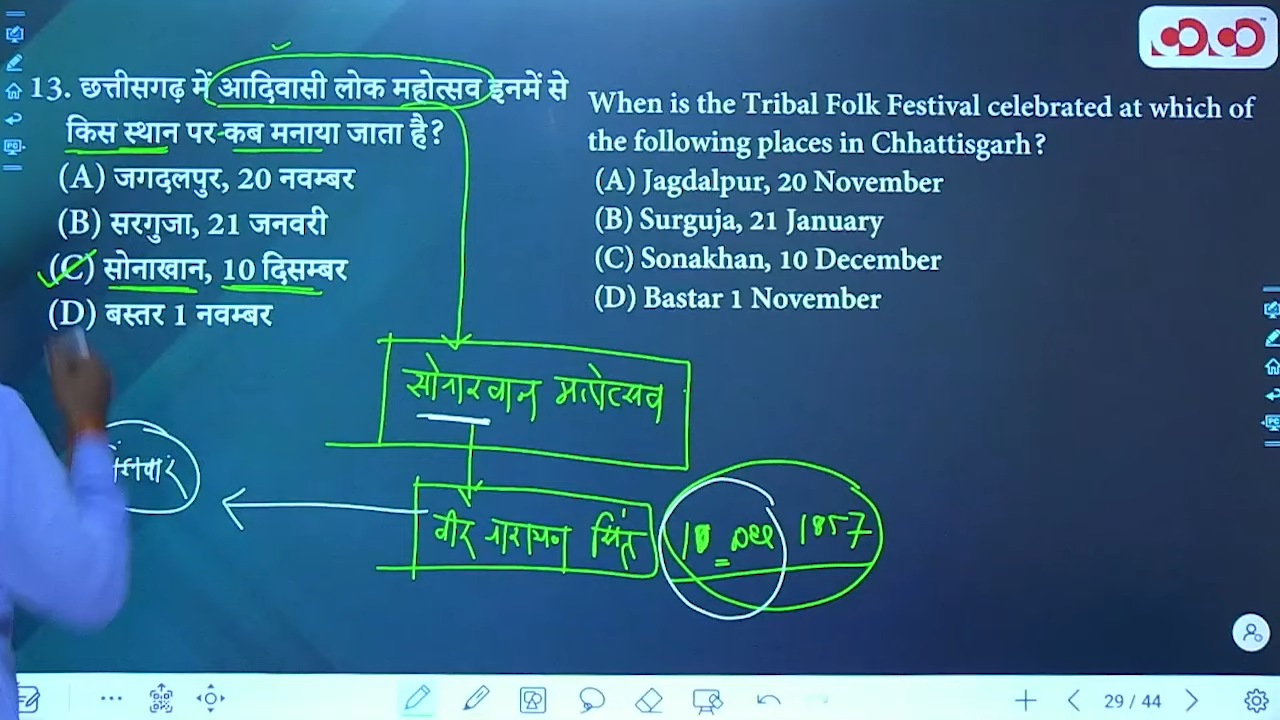 13. छत्तीसगढ़ में आदिवासी लोक महोत्सव इनमें से
किस स्थान पर कब मनाया जाता है?
(A) जगदलपुर, 20 नवम्बर
(B) सरगुजा, 21 जनवरी
(C) सोनाखान, 10 दिसम्बर
(D) बस्तर 1 नवम्बर
When is the Tribal Folk Festival celebrated at which of
the following places in Chhattisgarh?
(A) Jagdalpur, 20 November
(B) Surguja, 21 January
(C) Sonakhan, 10 December
(D) Bastar 1 November
सोनाखान महोत्सव
वीर नारायण सिंह
10 Dec 1857
29 / 44